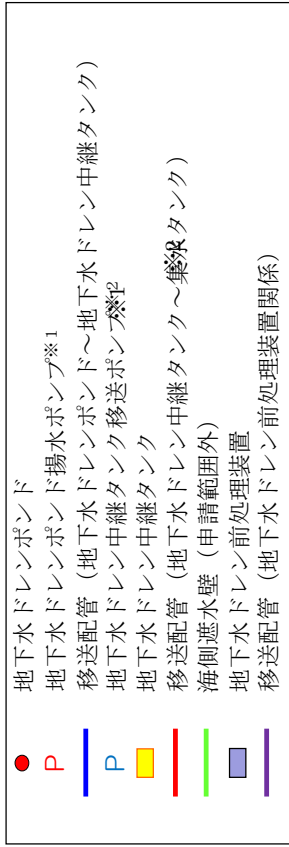 地下水ドレンポンド
P 地下水ドレンポンド揚水ポンプ※1
移送配管（地下水ドレンポンド～地下水ドレン中継タンク）
P 地下水ドレン中継タンク移送ポンプ
地下水ドレン中継タンク
移送配管（地下水ドレン中継タンク～集水タンク）
海側遮水壁（申請範囲外）
地下水ドレン前処理装置
移送配管（地下水ドレン前処理装置関係）